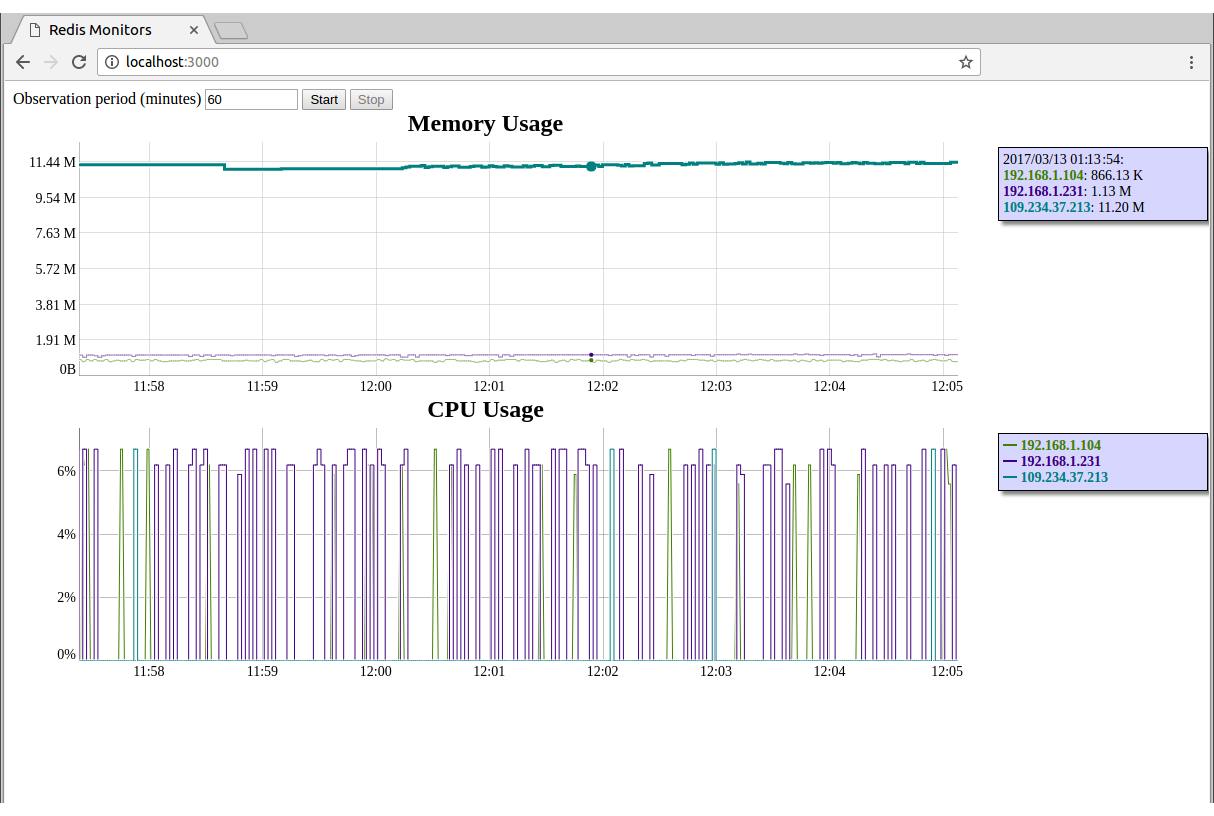 Redis Monitors
localhost:3000
Observation period (minutes) 60 Start Stop
Memory Usage
11.44 M
9.54 M
7.63 M
5.72 M
3.81 M
1.91 M
0B
11:58 11:59 12:00 12:01 12:02 12:03 12:04 12:05
2017/03/13 01:13:54:
192.168.1.104: 866.13 K
192.168.1.231: 1.13 M
109.234.37.213: 11.20 M
CPU Usage
6%
4%
2%
0%
11:58 11:59 12:00 12:01 12:02 12:03 12:04 12:05
192.168.1.104
192.168.1.231
109.234.37.213